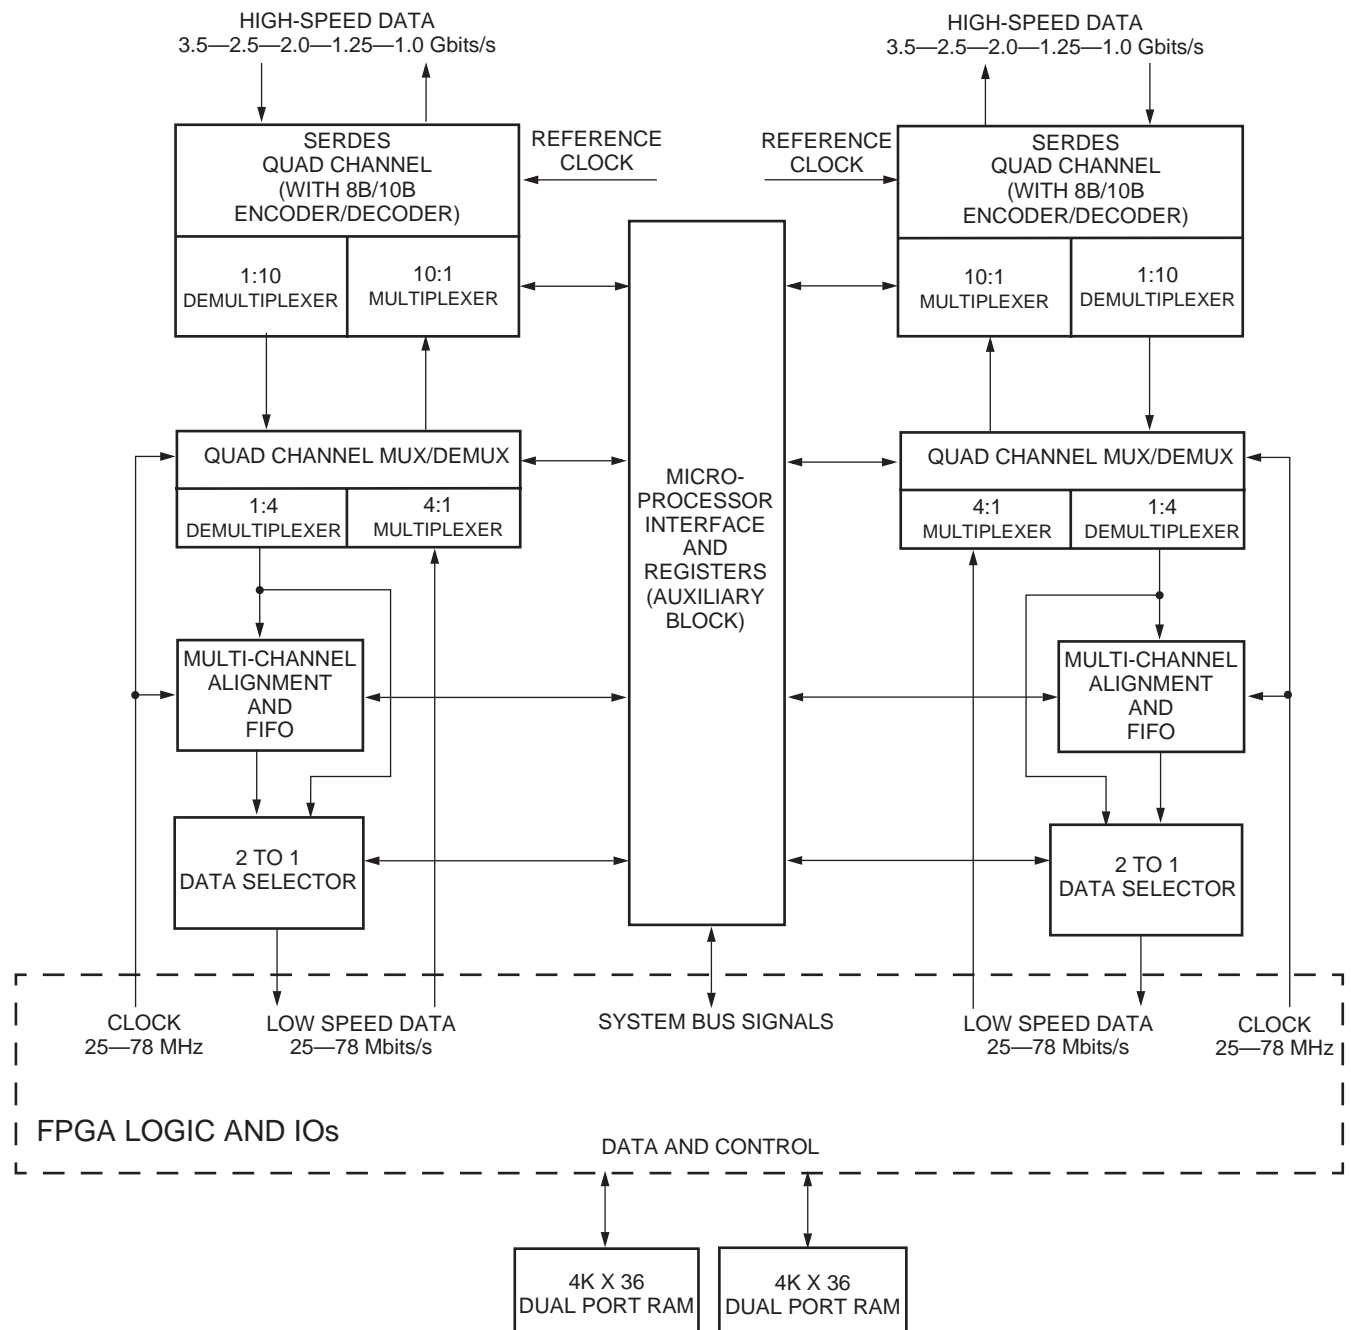 HIGH-SPEED DATA
3.5—2.5—2.0—1.25—1.0 Gbits/s
HIGH-SPEED DATA
3.5—2.5—2.0—1.25—1.0 Gbits/s
SERDES
QUAD CHANNEL
(WITH 8B/10B
ENCODER/DECODER)
REFERENCE
CLOCK
REFERENCE
CLOCK
SERDES
QUAD CHANNEL
(WITH 8B/10B
ENCODER/DECODER)
1:10
DEMULTIPLEXER
10:1
MULTIPLEXER
10:1
MULTIPLEXER
1:10
DEMULTIPLEXER
QUAD CHANNEL MUX/DEMUX
1:4
DEMULTIPLEXER
4:1
MULTIPLEXER
MICRO-
PROCESSOR
INTERFACE
AND
REGISTERS
(AUXILIARY
BLOCK)
QUAD CHANNEL MUX/DEMUX
4:1
MULTIPLEXER
1:4
DEMULTIPLEXER
MULTI-CHANNEL
ALIGNMENT
AND
FIFO
MULTI-CHANNEL
ALIGNMENT
AND
FIFO
2 TO 1
DATA SELECTOR
2 TO 1
DATA SELECTOR
CLOCK
25—78 MHz
LOW SPEED DATA
25—78 Mbits/s
SYSTEM BUS SIGNALS
LOW SPEED DATA
25—78 Mbits/s
CLOCK
25—78 MHz
FPGA LOGIC AND IOs
DATA AND CONTROL
4K X 36
DUAL PORT RAM
4K X 36
DUAL PORT RAM